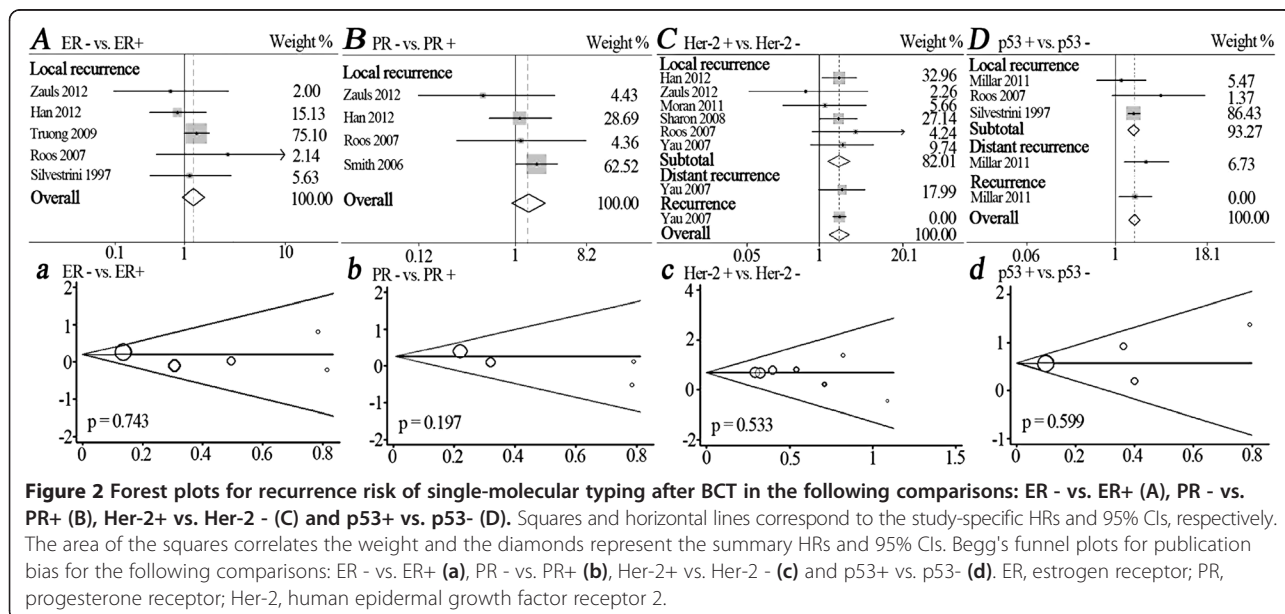 A ER - vs. ER+ Weight %
Local recurrence
Zauls 2012 2.00
Han 2012 15.13
Truong 2009 75.10
Roos 2007 2.14
Silvestrini 1997 5.63
Overall 100.00
0.1 1 10
B PR - vs. PR + Weight %
Local recurrence
Zauls 2012 4.43
Han 2012 28.69
Roos 2007 4.36
Smith 2006 62.52
Overall 100.00
0.12 1 8.2
C Her-2 + vs. Her-2 - Weight %
Local recurrence
Han 2012 32.96
Zauls 2012 2.26
Moran 2011 5.66
Sharon 2008 27.14
Roos 2007 4.24
Yau 2007 9.74
Subtotal 82.01
Distant recurrence
Yau 2007 17.99
Recurrence
Yau 2007 0.00
Overall 100.00
0.05 1 20.1
D p53 + vs. p53 - Weight %
Local recurrence
Millar 2011 5.47
Roos 2007 1.37
Silvestrini 1997 86.43
Subtotal 93.27
Distant recurrence
Millar 2011 6.73
Recurrence
Millar 2011 0.00
Overall 100.00
0.06 1 18.1
a ER - vs. ER+
2
1
0
-1
-2
p = 0.743
0 0.2 0.4 0.6 0.8
b PR - vs. PR +
2
1
0
-1
-2
p = 0.197
0 0.2 0.4 0.6 0.8
c Her-2 + vs. Her-2 -
4
2
0
-2
p = 0.533
0 0.5 1 1.5
d p53 + vs. p53 -
2
1
0
-1
p = 0.599
0 0.2 0.4 0.6 0.8
Figure 2 Forest plots for recurrence risk of single-molecular typing after BCT in the following comparisons: ER - vs. ER+ (A), PR - vs.
PR+ (B), Her-2+ vs. Her-2 - (C) and p53+ vs. p53- (D). Squares and horizontal lines correspond to the study-specific HRs and 95% CIs, respectively.
The area of the squares correlates the weight and the diamonds represent the summary HRs and 95% CIs. Begg's funnel plots for publication
bias for the following comparisons: ER - vs. ER+ (a), PR - vs. PR+ (b), Her-2+ vs. Her-2 - (c) and p53+ vs. p53- (d). ER, estrogen receptor; PR,
progesterone receptor; Her-2, human epidermal growth factor receptor 2.